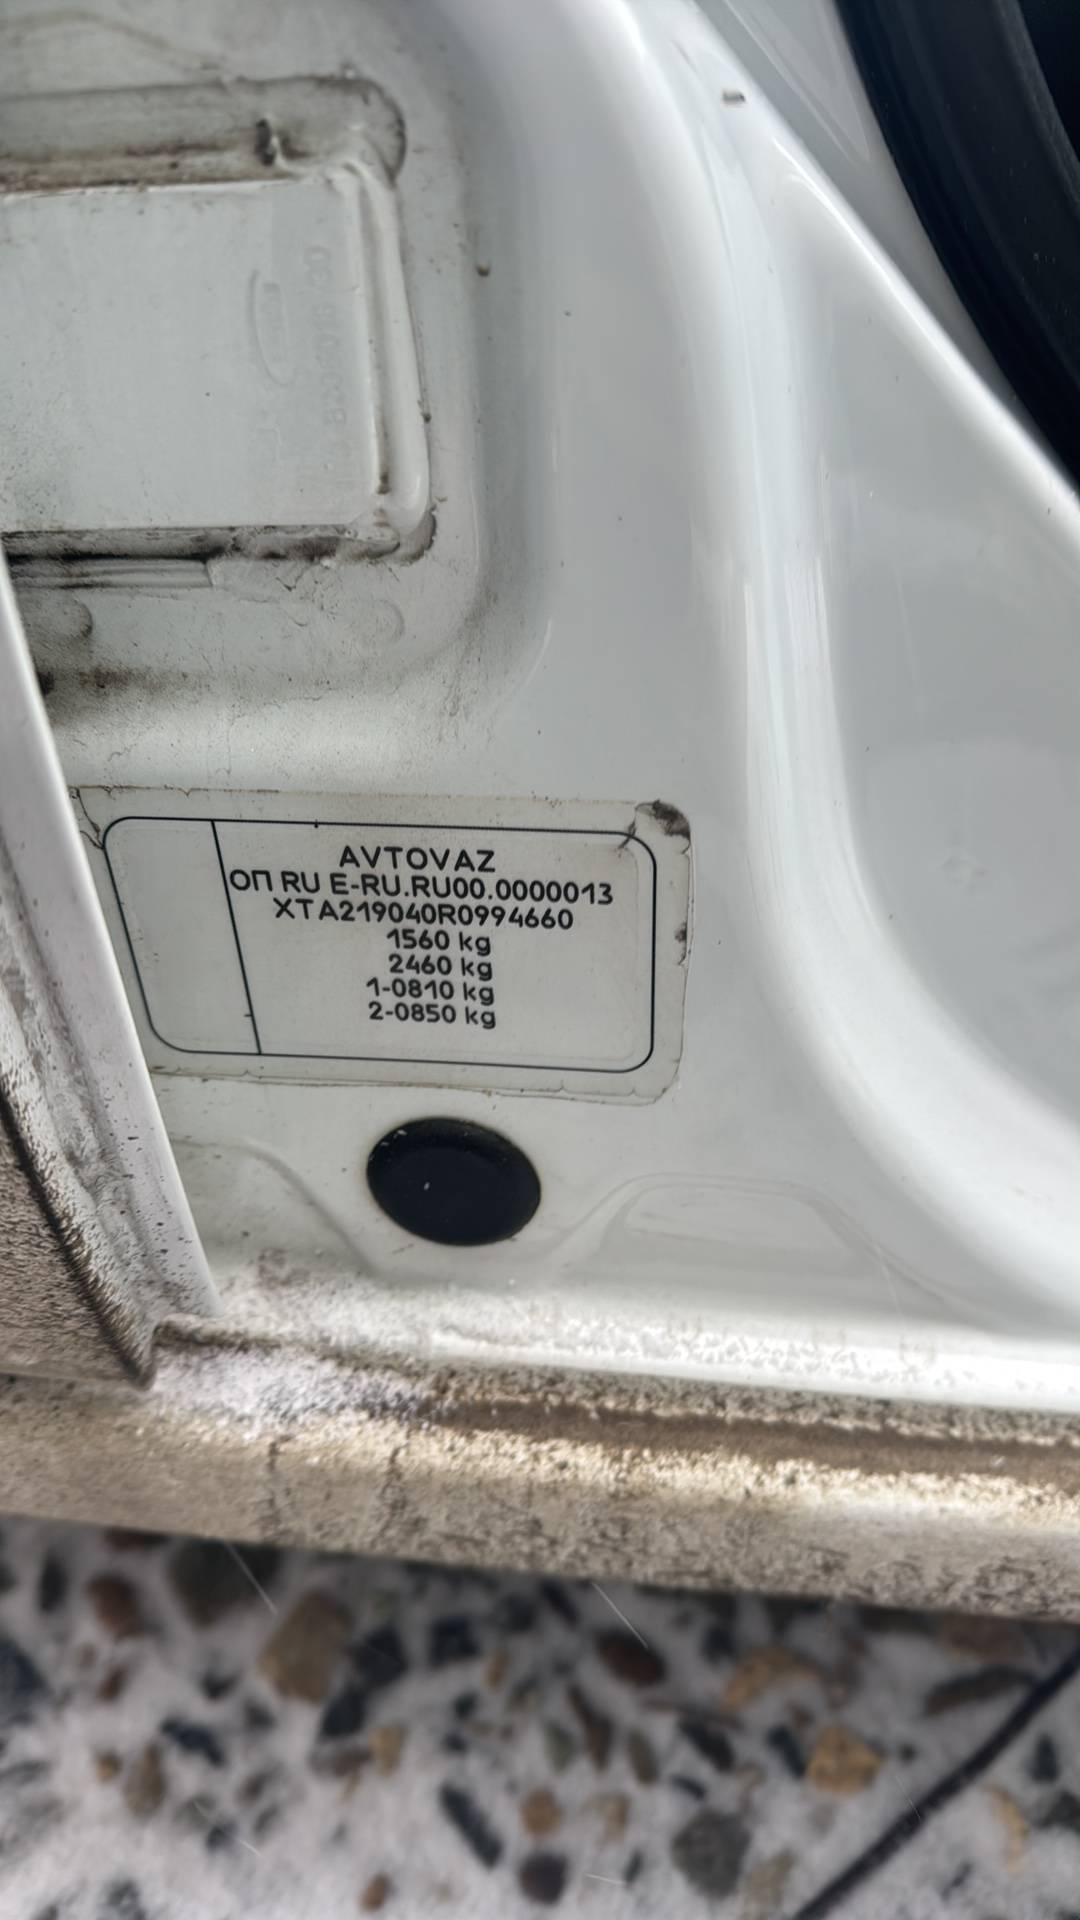 AVTOVAZ
ОП RU E-RU.RU00.0000013
XTA219040R0994660
1560 kg
2460 kg
1-0810 kg
2-0850 kg